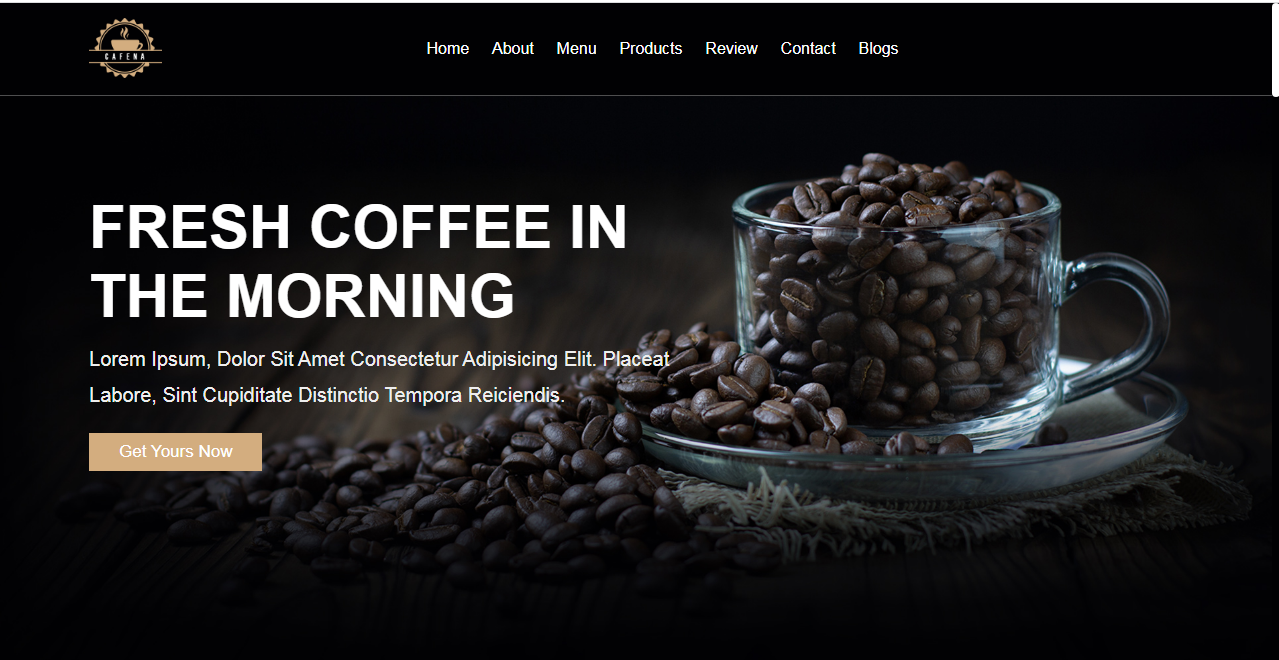 CAFENA
Home About Menu Products Review Contact Blogs
FRESH COFFEE IN
THE MORNING
Lorem Ipsum, Dolor Sit Amet Consectetur Adipisicing Elit. Placeat
Labore, Sint Cupiditate Distinctio Tempora Reiciendis.
Get Yours Now